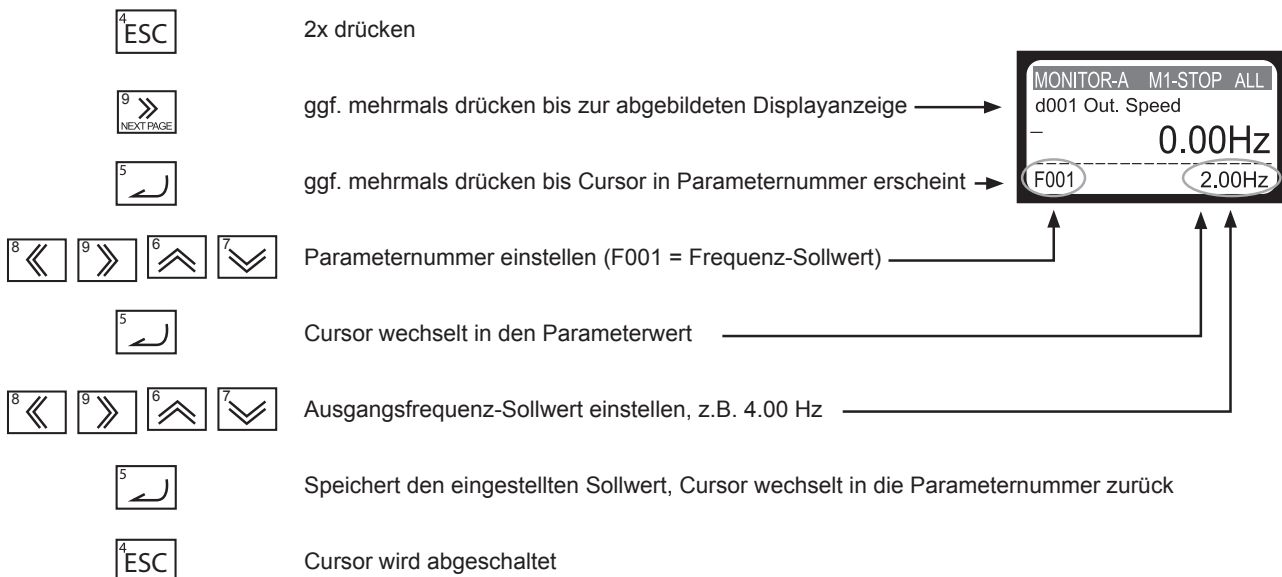 4 ESC 2x drücken
MONITOR-A M1-STOP ALL
9 NEXT PAGE ggf. mehrmals drücken bis zur abgebildeten Displayanzeige
d001 Out. Speed
0.00Hz
5 ggf. mehrmals drücken bis Cursor in Parameternummer erscheint
F001 2.00Hz
8 9 6 7 Parameternummer einstellen (F001 = Frequenz-Sollwert)
5 Cursor wechselt in den Parameterwert
8 9 6 7 Ausgangsfrequenz-Sollwert einstellen, z.B. 4.00 Hz
5 Speichert den eingestellten Sollwert, Cursor wechselt in die Parameternummer zurück
4 ESC Cursor wird abgeschaltet